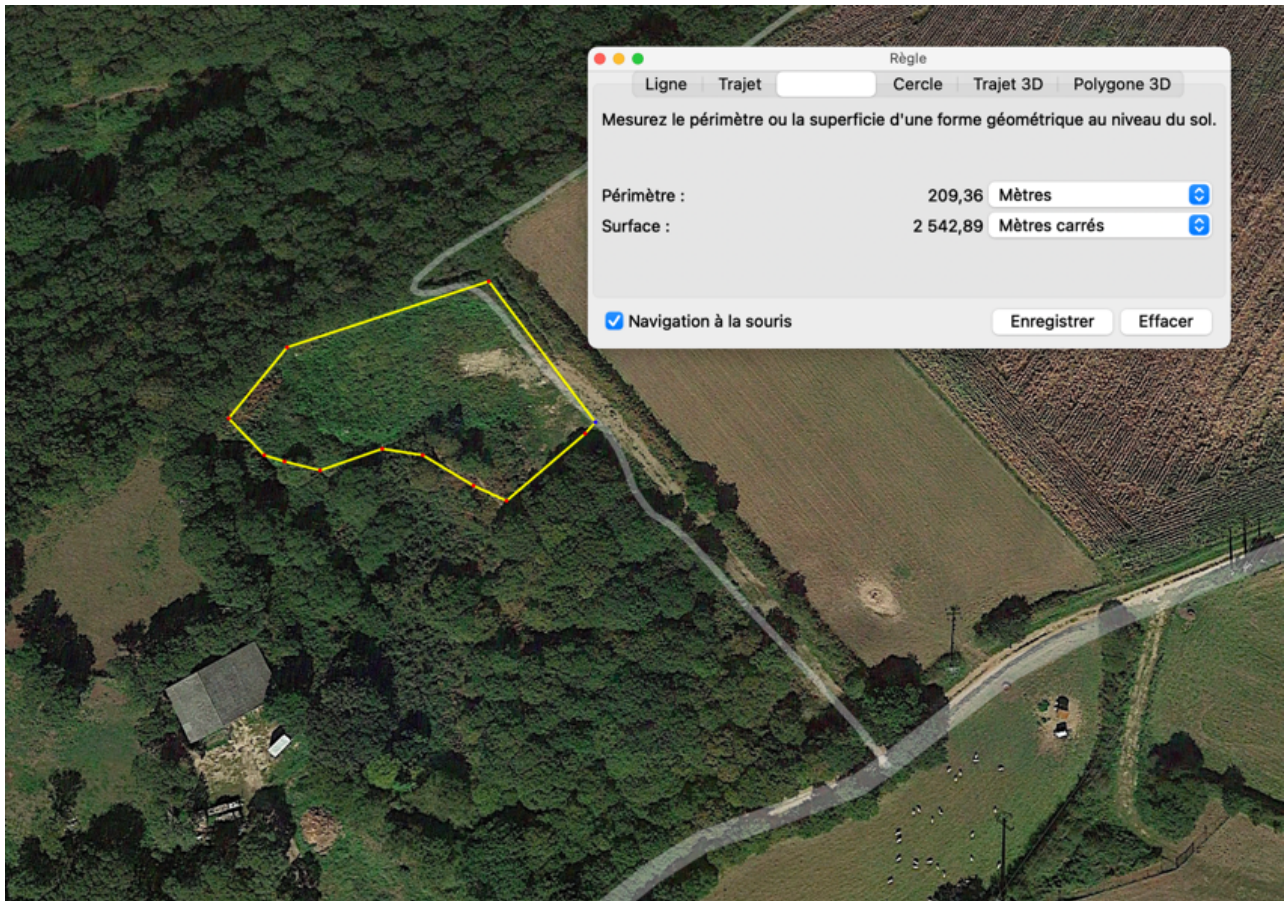 Règle
Ligne Trajet Cercle Trajet 3D Polygone 3D
Mesurez le périmètre ou la superficie d'une forme géométrique au niveau du sol.
Périmètre : 209,36 Mètres
Surface : 2 542,89 Mètres carrés
Navigation à la souris Enregistrer Effacer